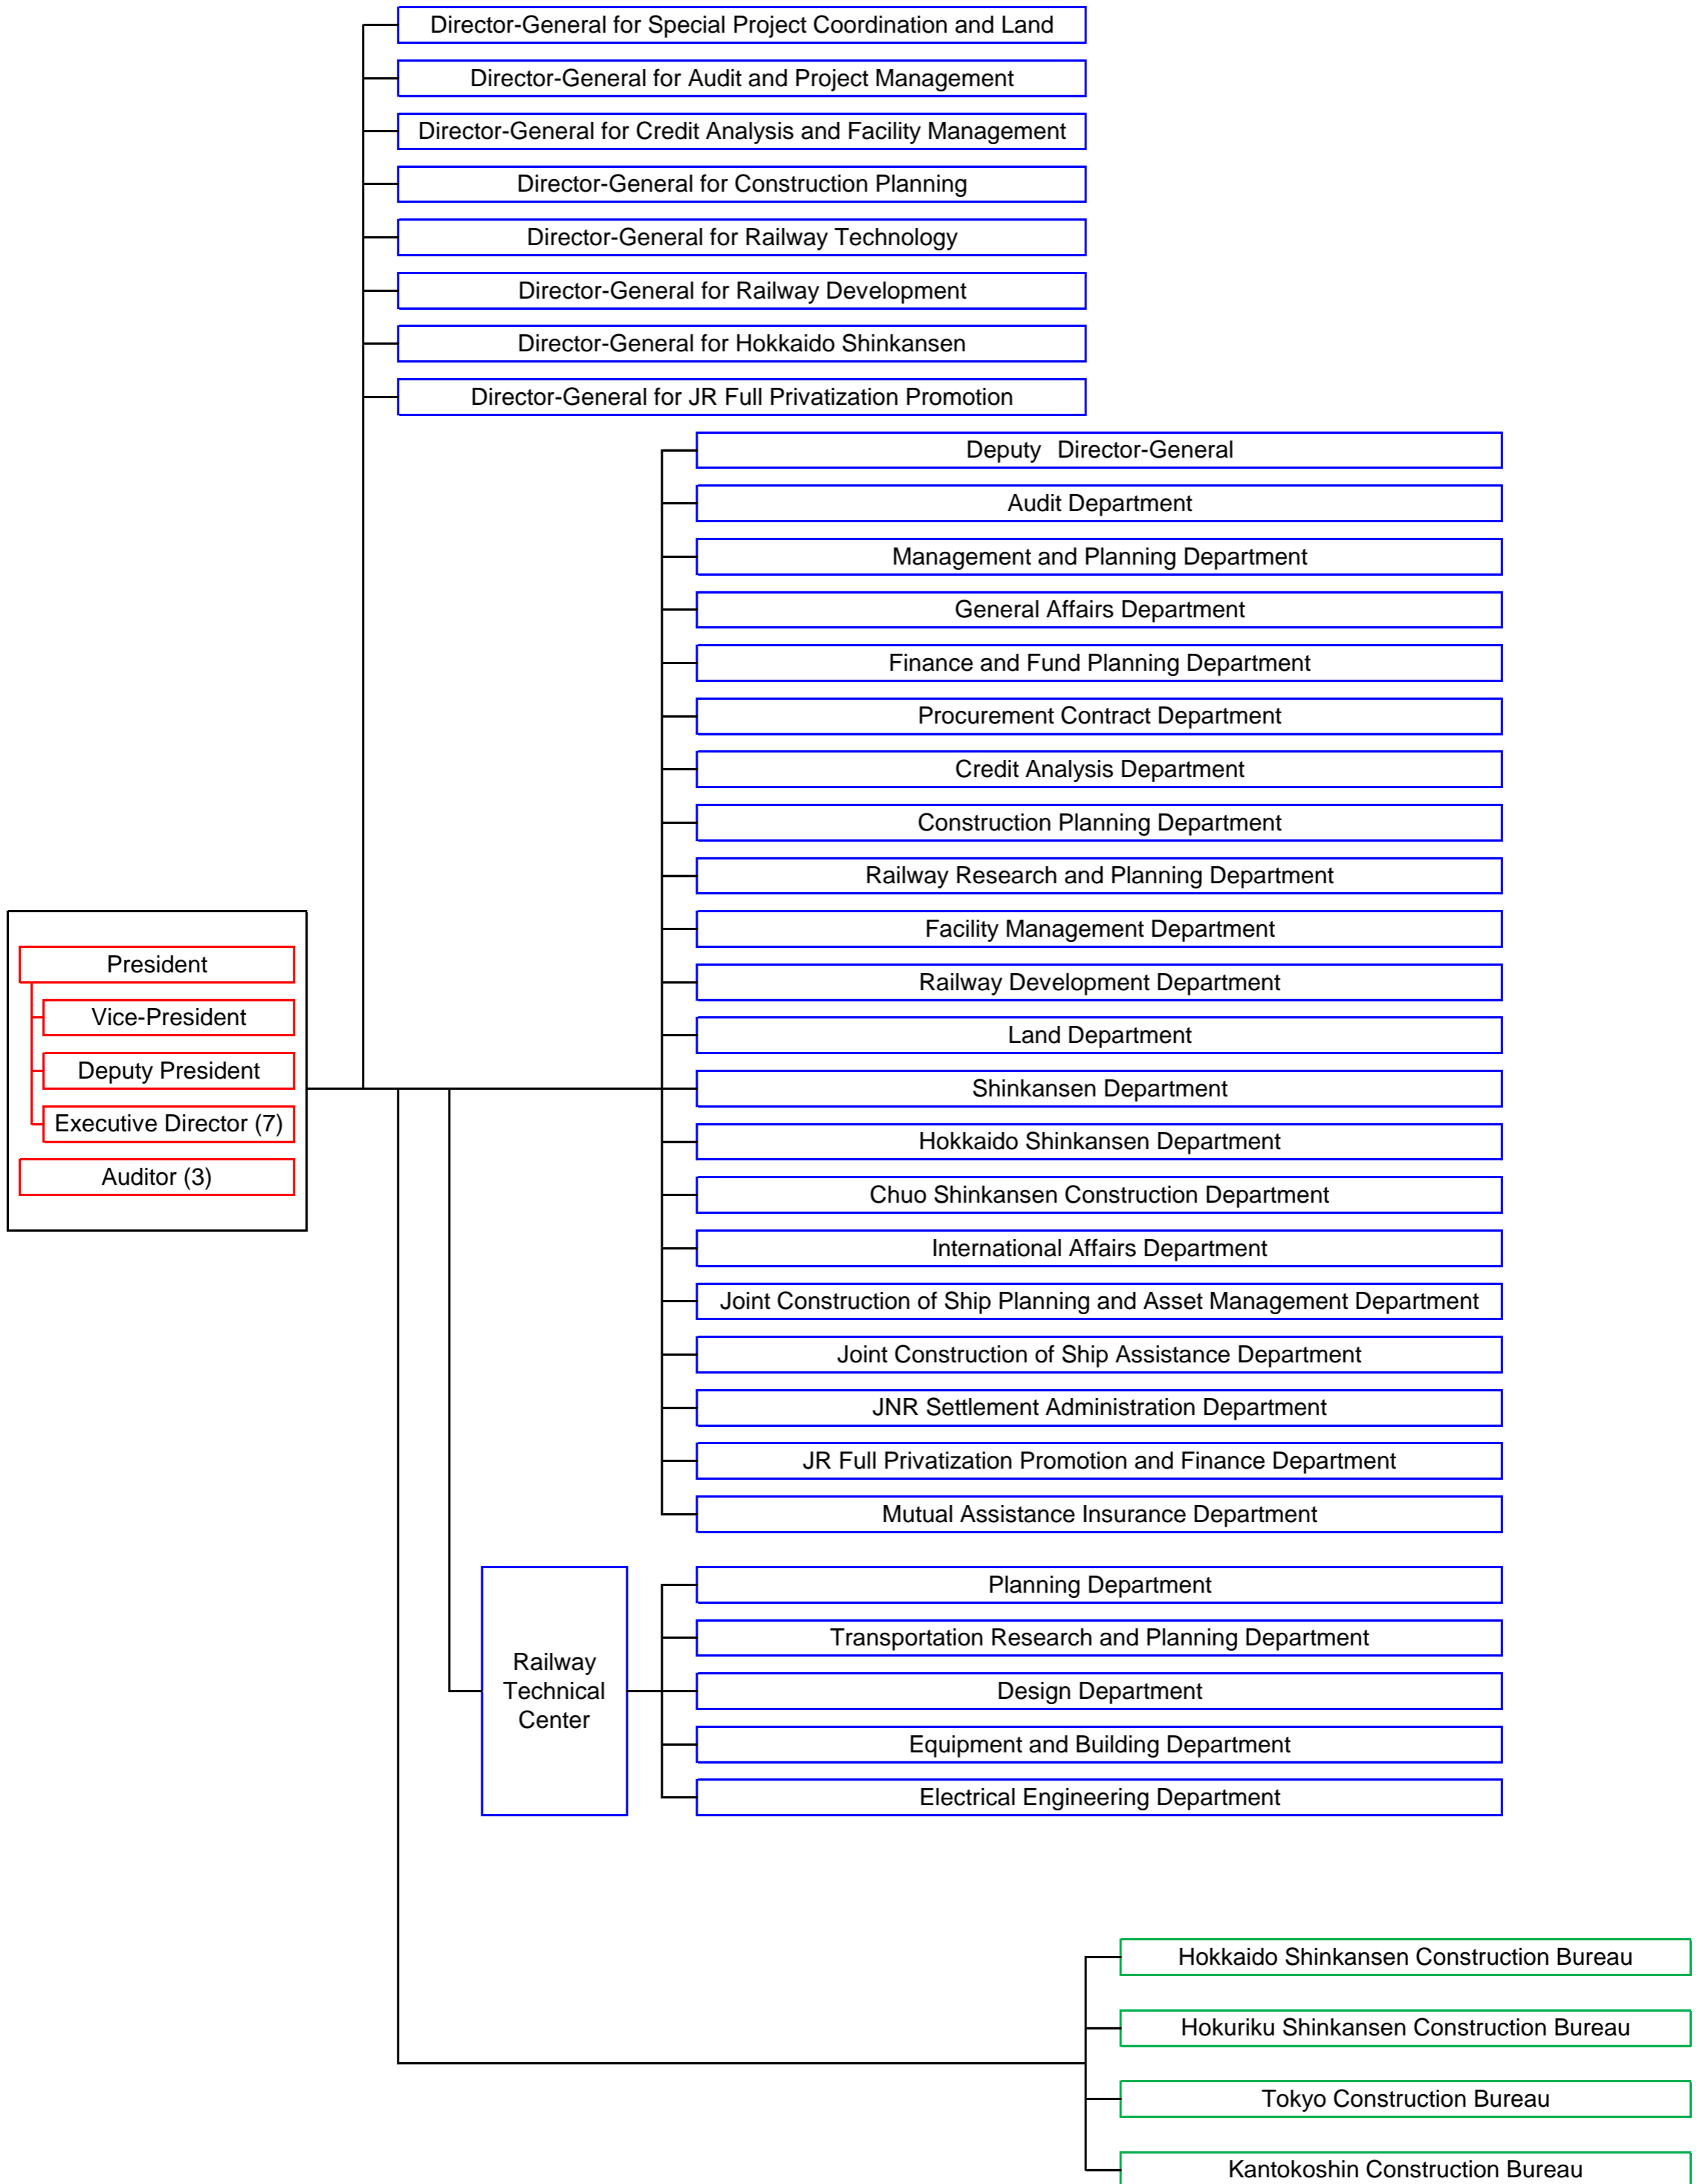 Director-General for Special Project Coordination and Land
Director-General for Audit and Project Management
Director-General for Credit Analysis and Facility Management
Director-General for Construction Planning
Director-General for Railway Technology
Director-General for Railway Development
Director-General for Hokkaido Shinkansen
Director-General for JR Full Privatization Promotion
Deputy Director-General
Audit Department
Management and Planning Department
General Affairs Department
Finance and Fund Planning Department
Procurement Contract Department
Credit Analysis Department
Construction Planning Department
Railway Research and Planning Department
Facility Management Department
Railway Development Department
Land Department
Shinkansen Department
Hokkaido Shinkansen Department
Chuo Shinkansen Construction Department
International Affairs Department
Joint Construction of Ship Planning and Asset Management Department
Joint Construction of Ship Assistance Department
JNR Settlement Administration Department
JR Full Privatization Promotion and Finance Department
Mutual Assistance Insurance Department
President
Vice-President
Deputy President
Executive Director (7)
Auditor (3)
Railway
Technical
Center
Planning Department
Transportation Research and Planning Department
Design Department
Equipment and Building Department
Electrical Engineering Department
Hokkaido Shinkansen Construction Bureau
Hokuriku Shinkansen Construction Bureau
Tokyo Construction Bureau
Kantokoshin Construction Bureau